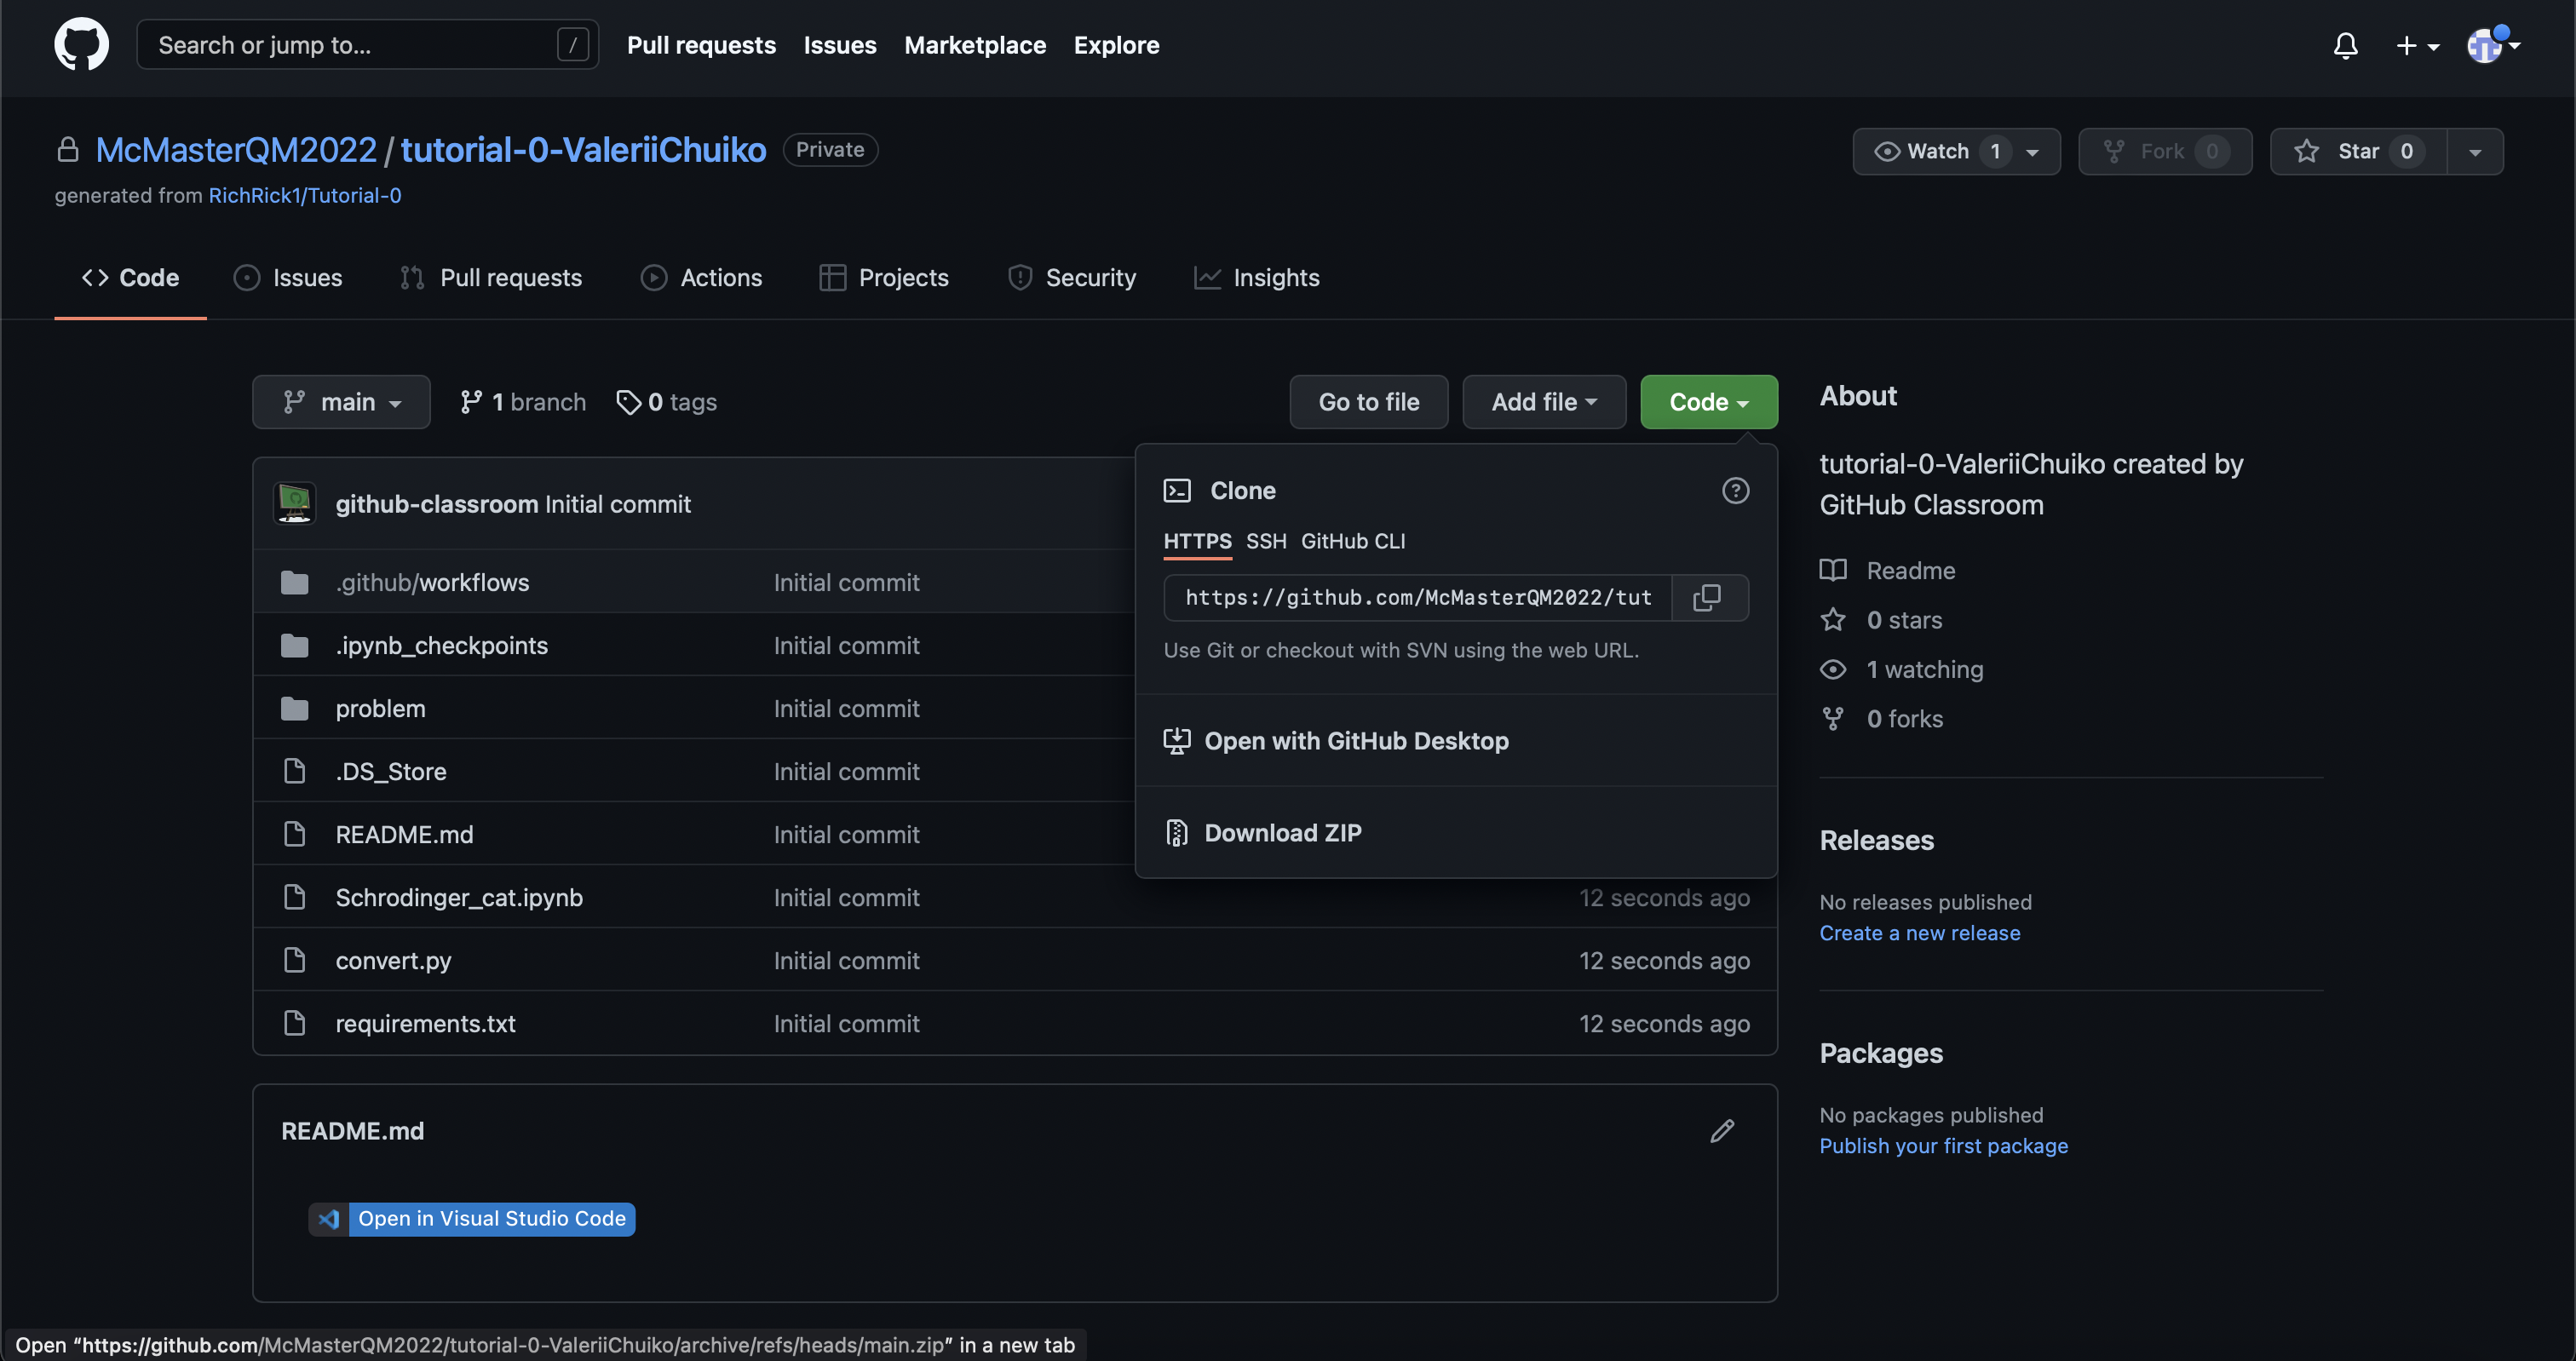 Search or jump to... /
Pull requests Issues Marketplace Explore
McMasterQM2022 / tutorial-0-ValeriiChuiko Private
Watch 1 Fork 0 Star 0
generated from RichRick1/Tutorial-0
Code Issues Pull requests Actions Projects Security Insights
main 1 branch 0 tags
Go to file Add file Code
github-classroom Initial commit
.github/workflows Initial commit
.ipynb_checkpoints Initial commit
problem Initial commit
.DS_Store Initial commit
README.md Initial commit
Schrodinger_cat.ipynb Initial commit 12 seconds ago
convert.py Initial commit 12 seconds ago
requirements.txt Initial commit 12 seconds ago
Clone
HTTPS SSH GitHub CLI
https://github.com/McMasterQM2022/tut
Use Git or checkout with SVN using the web URL.
Open with GitHub Desktop
Download ZIP
README.md
Open in Visual Studio Code
About
tutorial-0-ValeriiChuiko created by
GitHub Classroom
Readme
0 stars
1 watching
0 forks
Releases
No releases published
Create a new release
Packages
No packages published
Publish your first package
Open “https://github.com/McMasterQM2022/tutorial-0-ValeriiChuiko/archive/refs/heads/main.zip” in a new tab